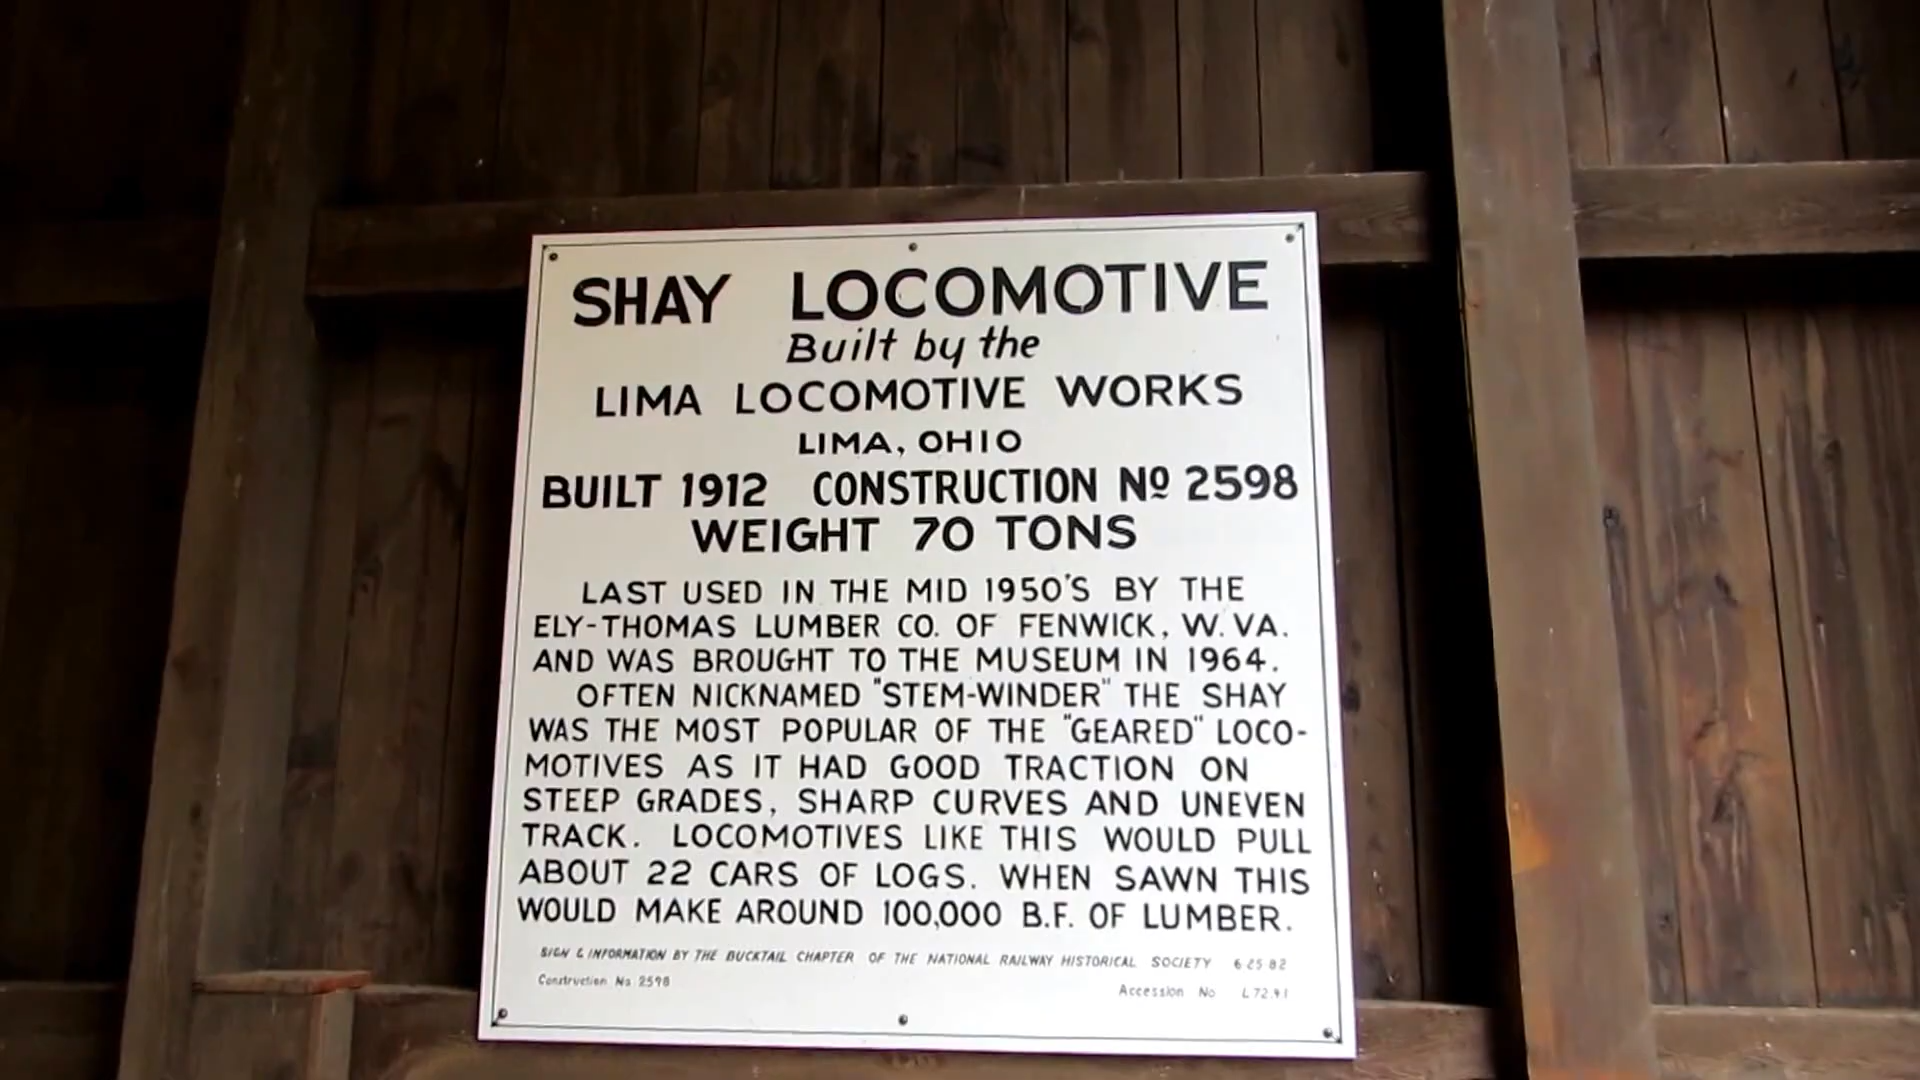 SHAY LOCOMOTIVE
Built by the
LIMA LOCOMOTIVE WORKS
LIMA, OHIO
BUILT 1912 CONSTRUCTION Nº 2598
WEIGHT 70 TONS
LAST USED IN THE MID 1950'S BY THE
ELY-THOMAS LUMBER CO. OF FENWICK, W. VA.
AND WAS BROUGHT TO THE MUSEUM IN 1964.
OFTEN NICKNAMED "STEM-WINDER" THE SHAY
WAS THE MOST POPULAR OF THE "GEARED" LOCO-
MOTIVES AS IT HAD GOOD TRACTION ON
STEEP GRADES, SHARP CURVES AND UNEVEN
TRACK. LOCOMOTIVES LIKE THIS WOULD PULL
ABOUT 22 CARS OF LOGS. WHEN SAWN THIS
WOULD MAKE AROUND 100,000 B.F. OF LUMBER.
SIGN & INFORMATION BY THE BUCKTAIL CHAPTER OF THE NATIONAL RAILWAY HISTORICAL SOCIETY 6 25 82
Construction No 2598
Accession No